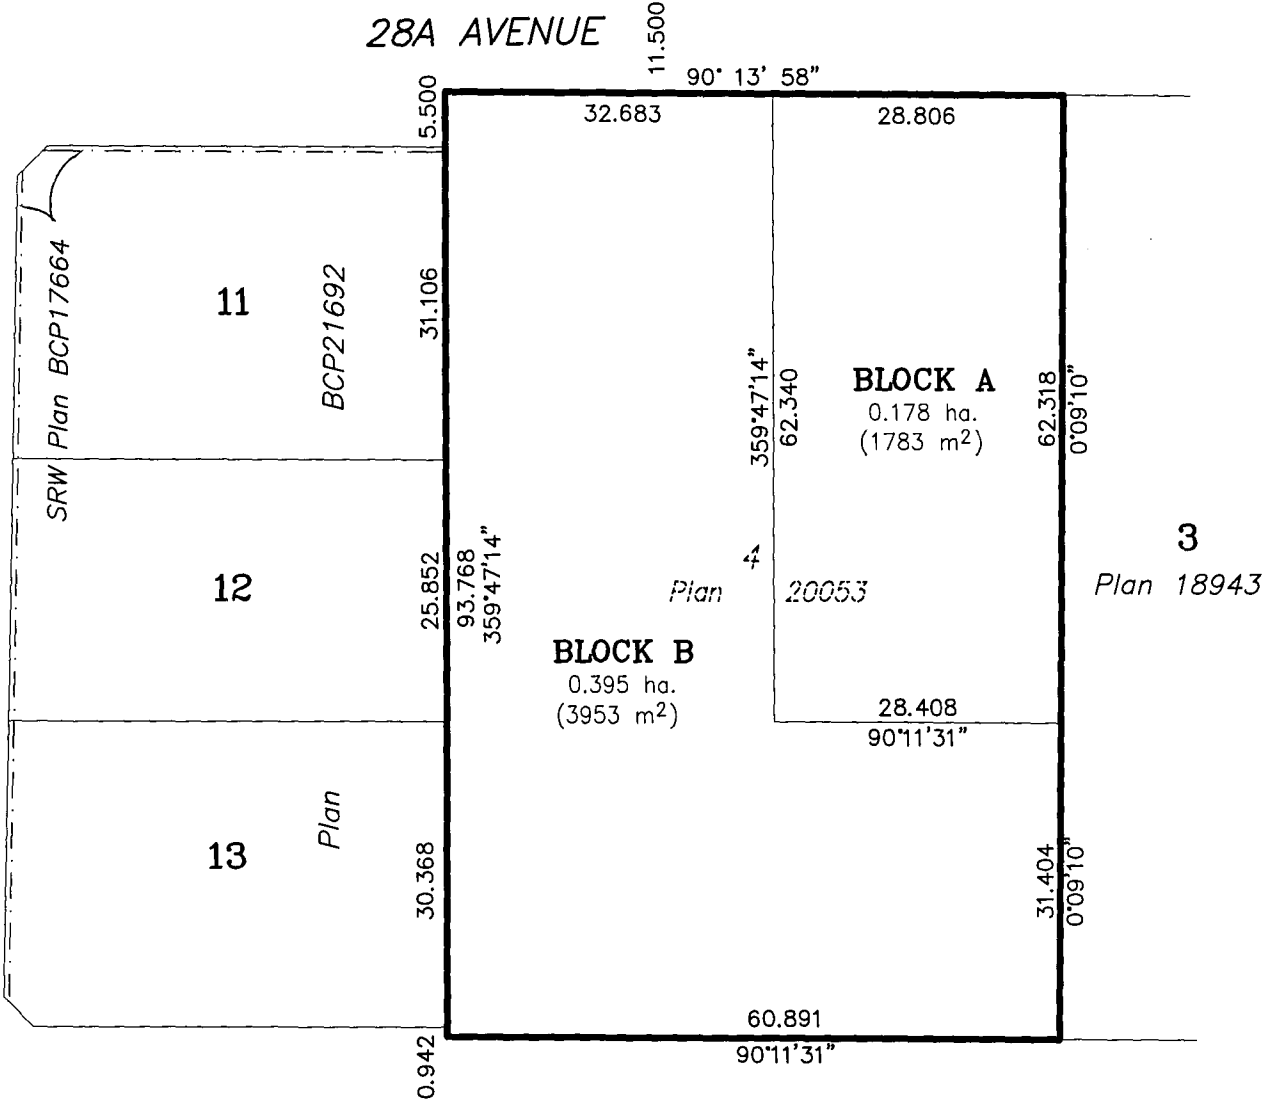 28A AVENUE
11.500
90° 13' 58"
5.500
32.683
28.806
SRW Plan BCP17664
11
BCP21692
31.106
359°47'14"
62.340
BLOCK A
0.178 ha.
(1783 m²)
62.318
0°09'10"
12
25.852
93.768
359°47'14"
4
Plan 20053
3
Plan 18943
BLOCK B
0.395 ha.
(3953 m²)
28.408
90°11'31"
13
Plan
30.368
31.404
0°09'10"
60.891
90°11'31"
0.942